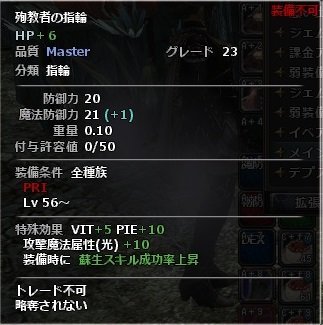 殉教者の指輪
装備不可
HP+6
品質 Master グレード 23
分類 指輪
防御力 20
魔法防御力 21 (+1)
重量 0.10
付与許容値 0/50
装備条件 全種族
PRI
Lv 56～
特殊効果 VIT+5 PIE+10
攻撃魔法属性(光) +10
装備時に 蘇生スキル成功率上昇
トレード不可
略奪されない
拡張